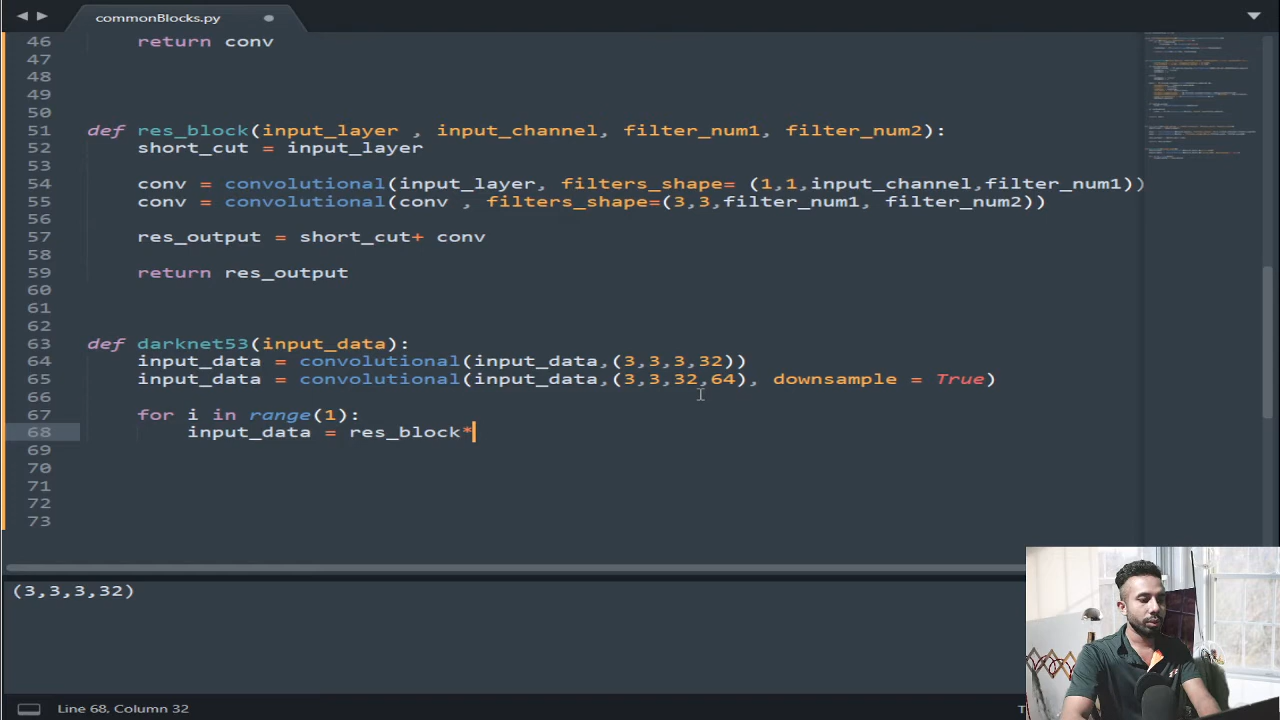 commonBlocks.py
46 return conv
47
48
49
50
51 def res_block(input_layer , input_channel, filter_num1, filter_num2):
52 short_cut = input_layer
53
54 conv = convolutional(input_layer, filters_shape= (1,1,input_channel,filter_num1))
55 conv = convolutional(conv , filters_shape=(3,3,filter_num1, filter_num2))
56
57 res_output = short_cut+ conv
58
59 return res_output
60
61
62
63 def darknet53(input_data):
64 input_data = convolutional(input_data,(3,3,3,32))
65 input_data = convolutional(input_data,(3,3,32,64), downsample = True)
66
67 for i in range(1):
68 input_data = res_block*
69
70
71
72
73
(3,3,3,32)
Line 68, Column 32